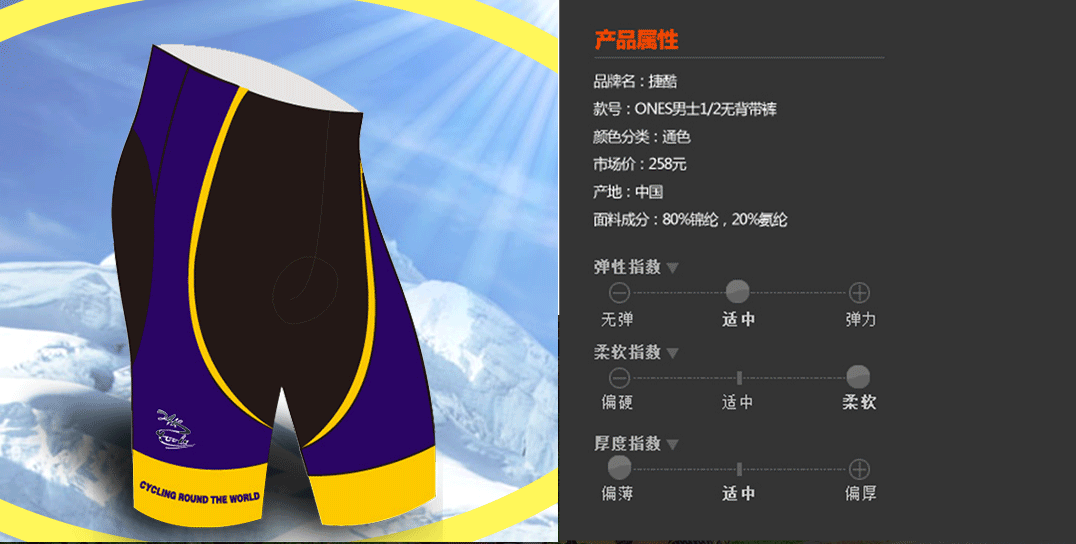 CYCLING ROUND THE WORLD
产品属性
品牌名：捷酷
款号：ONES男士1/2无背带裤
颜色分类：通色
市场价：258元
产地：中国
面料成分：80%锦纶，20%氨纶
弹性指数
无弹 适中 弹力
柔软指数
偏硬 适中 柔软
厚度指数
偏薄 适中 偏厚